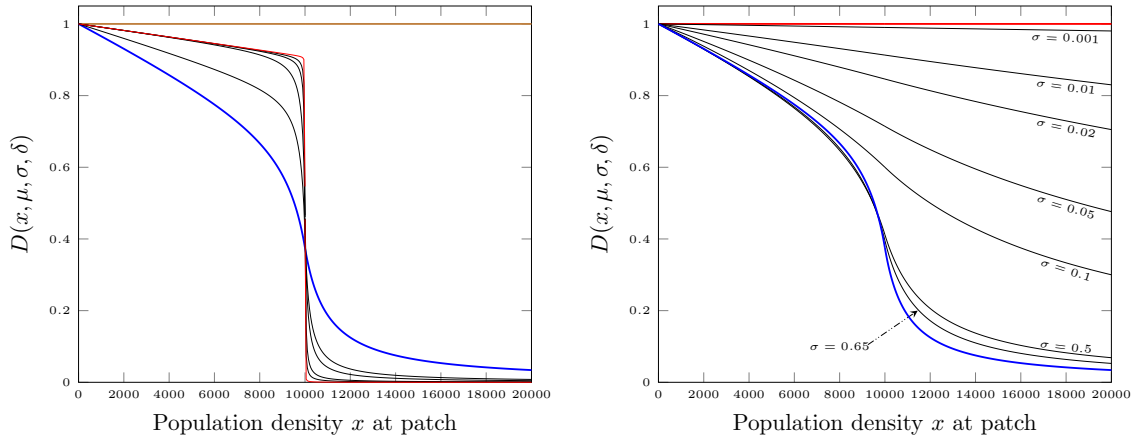 1
0.8
0.6
0.4
0.2
0
D(x, μ, σ, δ)
0 2000 4000 6000 8000 10000 12000 14000 16000 18000 20000
Population density x at patch
1
0.8
0.6
0.4
0.2
0
D(x, μ, σ, δ)
σ = 0.001
σ = 0.01
σ = 0.02
σ = 0.05
σ = 0.1
σ = 0.5
σ = 0.65
0 2000 4000 6000 8000 10000 12000 14000 16000 18000 20000
Population density x at patch